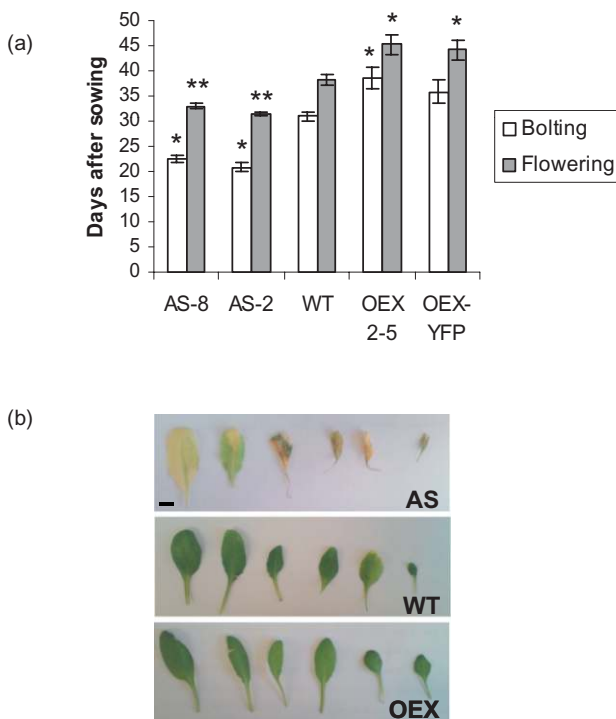 (a)
Days after sowing
50
45
40
35
30
25
20
15
10
5
0
* ** * ** * * *
AS-8 AS-2 WT OEX 2-5 OEX-YFP
Bolting
Flowering
(b)
AS
WT
OEX